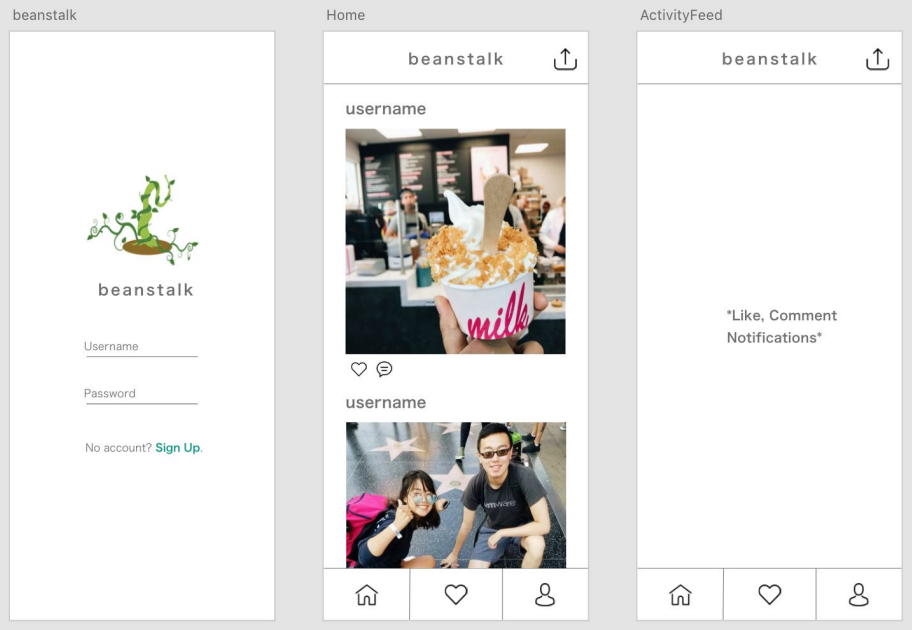 beanstalk
Home
ActivityFeed
beanstalk
Username
Password
No account? Sign Up.
beanstalk
username
milk
username
beanstalk
*Like, Comment
Notifications*